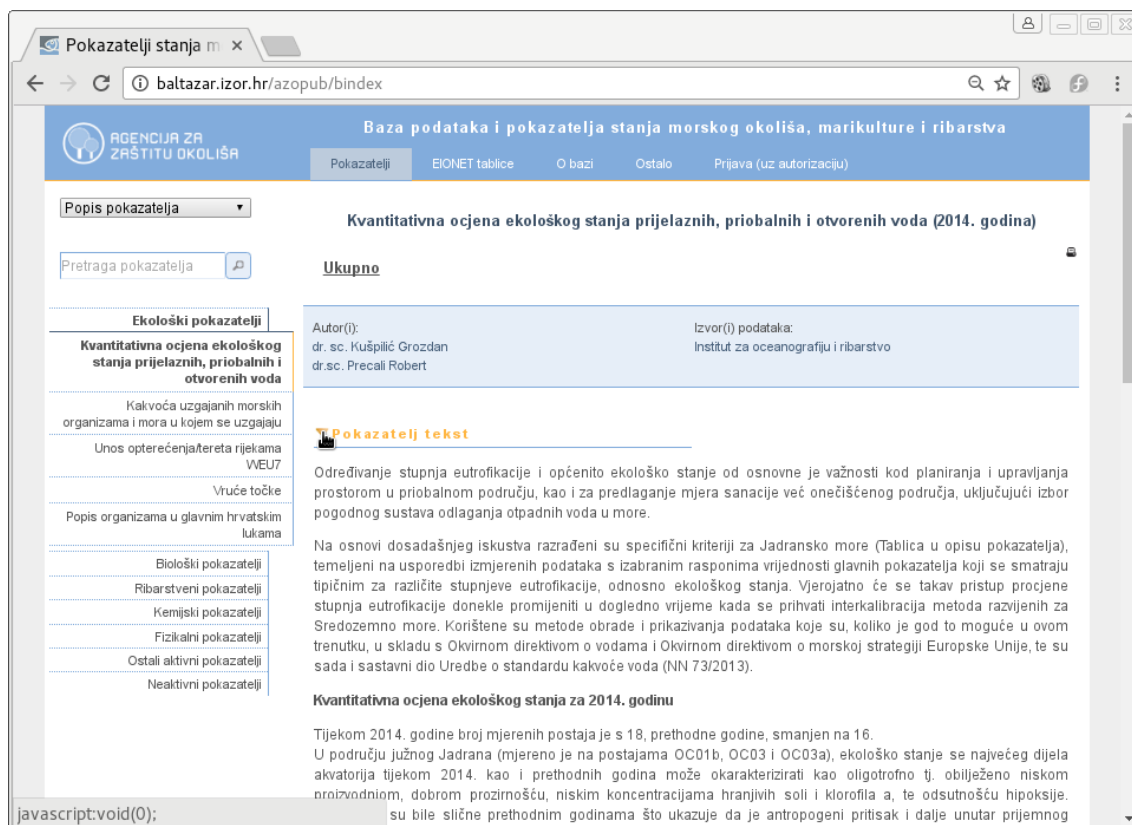 Pokazatelji stanja m
baltazar.izor.hr/azopub/bindex
AGENCIJA ZA
ZAŠTITU OKOLIŠA
Baza podataka i pokazatelja stanja morskog okoliša, marikulture i ribarstva
Pokazatelji EIONET tablice O bazi Ostalo Prijava (uz autorizaciju)
Popis pokazatelja
Pretraga pokazatelja
Ekološki pokazatelji
Kvantitativna ocjena ekološkog
stanja prijelaznih, priobalnih i
otvorenih voda
Kakvoća uzgajanih morskih
organizama i mora u kojem se uzgajaju
Unos opterećenja/tereta rijekama
WEU7
Vruće točke
Popis organizama u glavnim hrvatskim
lukama
Biološki pokazatelji
Ribarstveni pokazatelji
Kemijski pokazatelji
Fizikalni pokazatelji
Ostali aktivni pokazatelji
Neaktivni pokazatelji
Kvantitativna ocjena ekološkog stanja prijelaznih, priobalnih i otvorenih voda (2014. godina)
Ukupno
Autor(i):
dr. sc. Kušpilić Grozdan
dr.sc. Precali Robert
Izvor(i) podataka:
Institut za oceanografiju i ribarstvo
Pokazatelj tekst
Određivanje stupnja eutrofikacije i općenito ekološko stanje od osnovne je važnosti kod planiranja i upravljanja
prostorom u priobalnom području, kao i za predlaganje mjera sanacije već onečišćenog područja, uključujući izbor
pogodnog sustava odlaganja otpadnih voda u more.
Na osnovi dosadašnjeg iskustva razrađeni su specifični kriteriji za Jadransko more (Tablica u opisu pokazatelja),
temeljeni na usporedbi izmjerenih podataka s izabranim rasponima vrijednosti glavnih pokazatelja koji se smatraju
tipičnim za različite stupnjeve eutrofikacije, odnosno ekološkog stanja. Vjerojatno će se takav pristup procjene
stupnja eutrofikacije donekle promijeniti u dogledno vrijeme kada se prihvati interkalibracija metoda razvijenih za
Sredozemno more. Korištene su metode obrade i prikazivanja podataka koje su, koliko je god to moguće u ovom
trenutku, u skladu s Okvirnom direktivom o vodama i Okvirnom direktivom o morskoj strategiji Europske Unije, te su
sada i sastavni dio Uredbe o standardu kakvoće voda (NN 73/2013).
Kvantitativna ocjena ekološkog stanja za 2014. godinu
Tijekom 2014. godine broj mjerenih postaja je s 18, prethodne godine, smanjen na 16.
U području južnog Jadrana (mjereno je na postajama OC01b, OC03 i OC03a), ekološko stanje se najvećeg dijela
akvatorija tijekom 2014. kao i prethodnih godina može okarakterizirati kao oligotrofno tj. obilježeno niskom
proizvodnjom, dobrom prozirnošću, niskim koncentracijama hranjivih soli i klorofila a, te odsutnošću hipoksije.
su bile slične prethodnim godinama što ukazuje da je antropogeni pritisak i dalje unutar prijemnog
javascript:void(0);